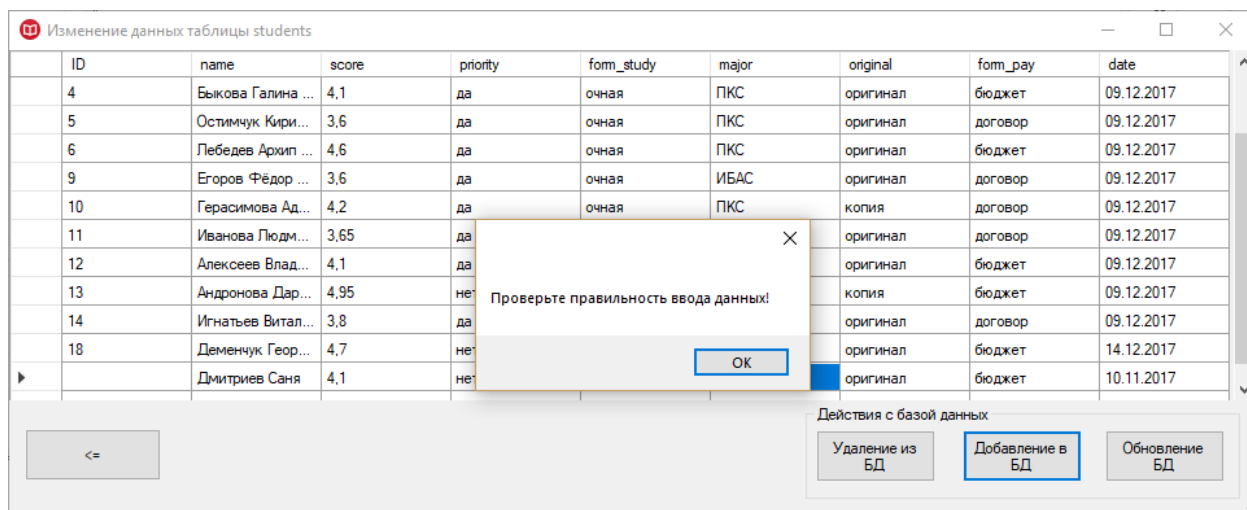 Изменение данных таблицы students
ID name score priority form_study major original form_pay date
4 Быкова Галина ... 4,1 да очная ПКС оригинал бюджет 09.12.2017
5 Остимчук Кири... 3,6 да очная ПКС оригинал договор 09.12.2017
6 Лебедев Архип ... 4,6 да очная ПКС оригинал бюджет 09.12.2017
9 Егоров Фёдор ... 3,6 да очная ИБАС оригинал договор 09.12.2017
10 Герасимова Ад... 4,2 да очная ПКС копия договор 09.12.2017
11 Иванова Людм... 3,65 да оригинал договор 09.12.2017
12 Алексеев Влад... 4,1 да оригинал бюджет 09.12.2017
13 Андронова Дар... 4,95 нет копия бюджет 09.12.2017
14 Игнатьев Витал... 3,8 да оригинал договор 09.12.2017
18 Деменчук Геор... 4,7 нет оригинал бюджет 14.12.2017
Дмитриев Саня 4,1 нет оригинал бюджет 10.11.2017
Проверьте правильность ввода данных!
OK
<=
Действия с базой данных
Удаление из БД
Добавление в БД
Обновление БД